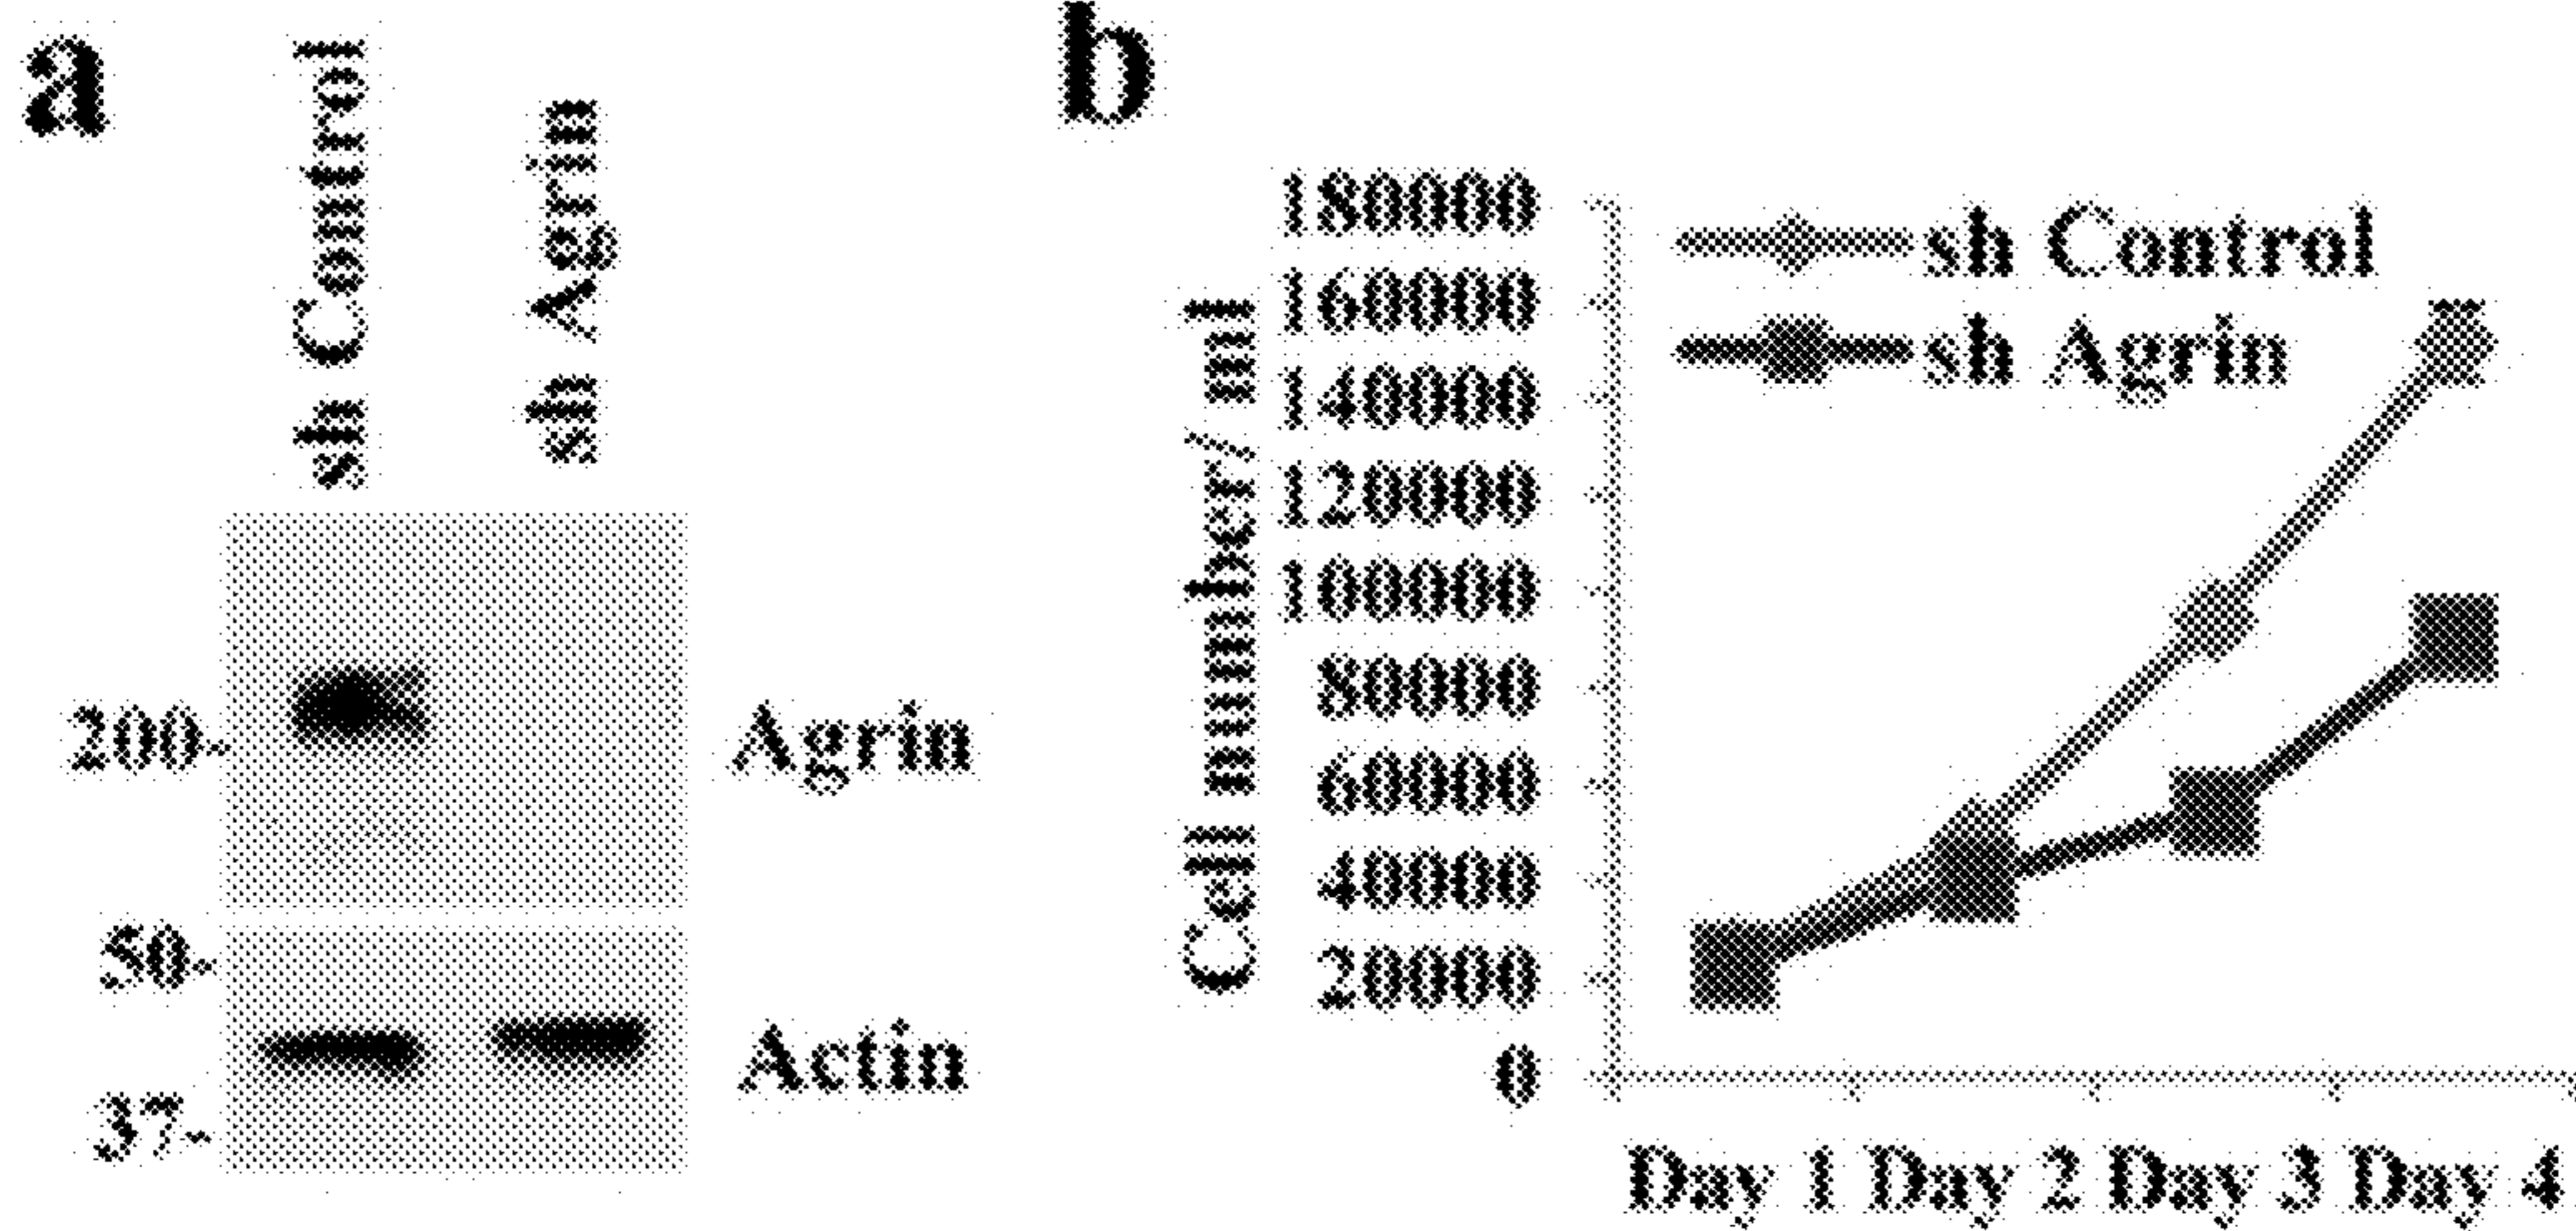 a
sh Control
sh Agrin
200-
Agrin
50-
Actin
37-
b
Cell number/ ml
180000
160000
140000
120000
100000
80000
60000
40000
20000
0
sh Control
sh Agrin
Day 1 Day 2 Day 3 Day 4